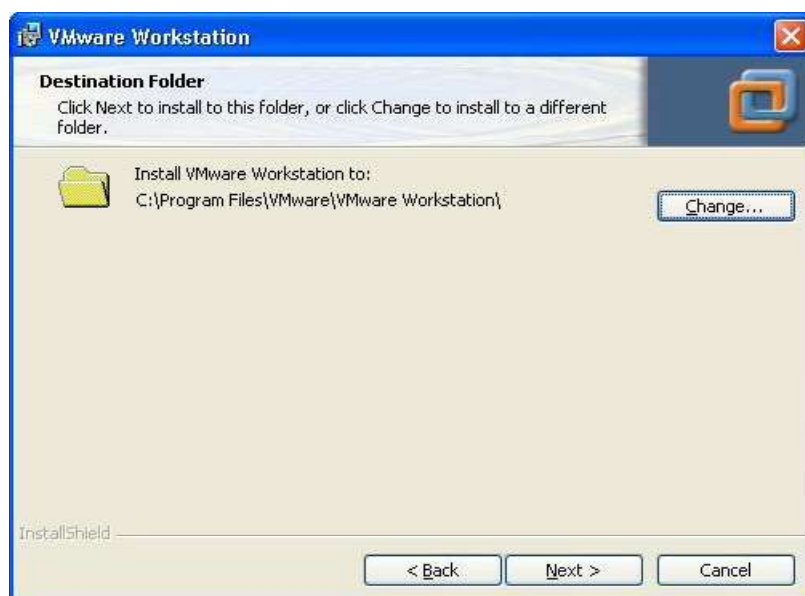 VMware Workstation
Destination Folder
Click Next to install to this folder, or click Change to install to a different
folder.
Install VMware Workstation to:
C:\Program Files\VMware\VMware Workstation\
Change...
InstallShield
< Back
Next >
Cancel